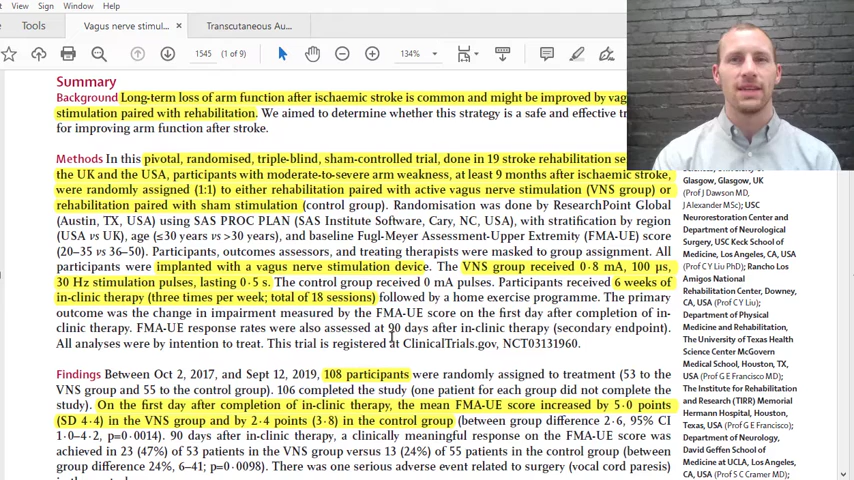 File View Sign Window Help
Tools
Vagus nerve stimul...
×
Transcutaneous Au...
1545 (1 of 9)
134%
Summary
Background Long-term loss of arm function after ischaemic stroke is common and might be improved by vag
stimulation paired with rehabilitation. We aimed to determine whether this strategy is a safe and effective tr
for improving arm function after stroke.
Methods In this pivotal, randomised, triple-blind, sham-controlled trial, done in 19 stroke rehabilitation se
the UK and the USA, participants with moderate-to-severe arm weakness, at least 9 months after ischaemic stroke,
were randomly assigned (1:1) to either rehabilitation paired with active vagus nerve stimulation (VNS group) or
rehabilitation paired with sham stimulation (control group). Randomisation was done by ResearchPoint Global
(Austin, TX, USA) using SAS PROC PLAN (SAS Institute Software, Cary, NC, USA), with stratification by region
(USA vs UK), age (≤30 years vs >30 years), and baseline Fugl-Meyer Assessment-Upper Extremity (FMA-UE) score
(20–35 vs 36–50). Participants, outcomes assessors, and treating therapists were masked to group assignment. All
participants were implanted with a vagus nerve stimulation device. The VNS group received 0·8 mA, 100 μs,
30 Hz stimulation pulses, lasting 0·5 s. The control group received 0 mA pulses. Participants received 6 weeks of
in-clinic therapy (three times per week; total of 18 sessions) followed by a home exercise programme. The primary
outcome was the change in impairment measured by the FMA-UE score on the first day after completion of in-
clinic therapy. FMA-UE response rates were also assessed at 90 days after in-clinic therapy (secondary endpoint).
All analyses were by intention to treat. This trial is registered at ClinicalTrials.gov, NCT03131960.
Findings Between Oct 2, 2017, and Sept 12, 2019, 108 participants were randomly assigned to treatment (53 to the
VNS group and 55 to the control group). 106 completed the study (one patient for each group did not complete the
study). On the first day after completion of in-clinic therapy, the mean FMA-UE score increased by 5·0 points
(SD 4·4) in the VNS group and by 2·4 points (3·8) in the control group (between group difference 2·6, 95% CI
1·0–4·2, p=0·0014). 90 days after in-clinic therapy, a clinically meaningful response on the FMA-UE score was
achieved in 23 (47%) of 53 patients in the VNS group versus 13 (24%) of 55 patients in the control group (between
group difference 24%, 6–41; p=0·0098). There was one serious adverse event related to surgery (vocal cord paresis)
Glasgow, Glasgow, UK
(Prof J Dawson MD,
J Alexander MSc); USC
Neurorestoration Center and
Department of Neurological
Surgery, USC Keck School of
Medicine, Los Angeles, CA, USA
(Prof CY Liu PhD); Rancho Los
Amigos National
Rehabilitation Center, Downey,
CA, USA (Prof CY Liu);
Department of Physical
Medicine and Rehabilitation,
The University of Texas Health
Science Center McGovern
Medical School, Houston, TX,
USA (Prof G E Francisco MD);
The Institute for Rehabilitation
and Research (TIRR) Memorial
Hermann Hospital, Houston,
Texas, USA (Prof G E Francisco);
Department of Neurology,
David Geffen School of
Medicine at UCLA, Los Angeles,
CA, USA (Prof S C Cramer MD);